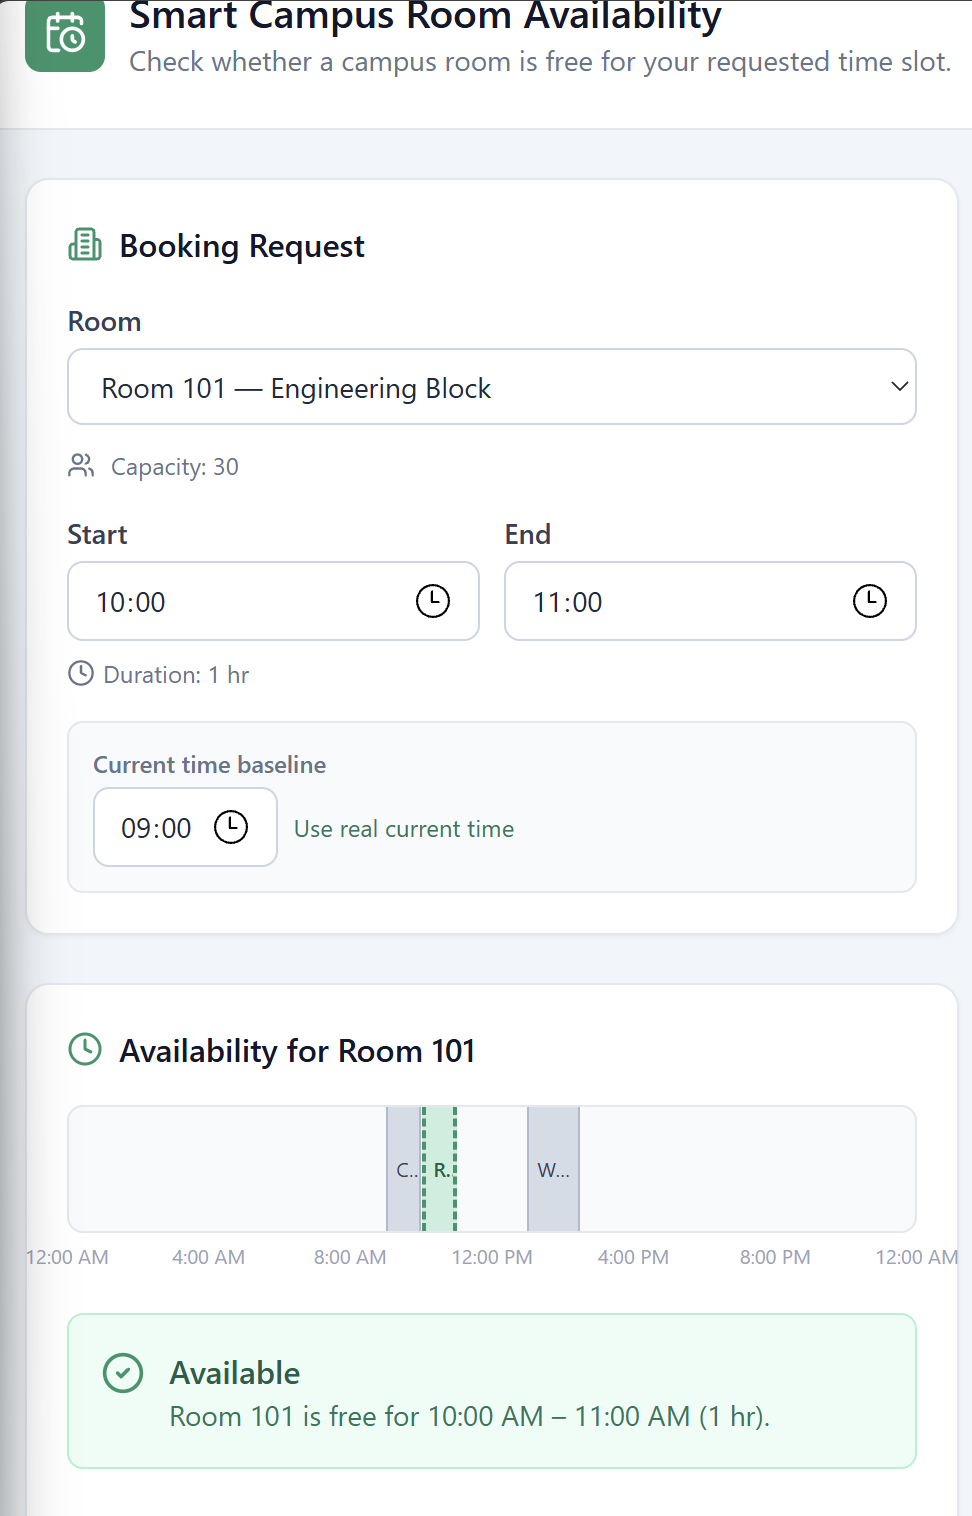 Smart Campus Room Availability
Check whether a campus room is free for your requested time slot.
Booking Request
Room
Room 101 — Engineering Block
Capacity: 30
Start End
10:00 11:00
Duration: 1 hr
Current time baseline
09:00 Use real current time
Availability for Room 101
C... R... W...
12:00 AM 4:00 AM 8:00 AM 12:00 PM 4:00 PM 8:00 PM 12:00 AM
Available
Room 101 is free for 10:00 AM – 11:00 AM (1 hr).